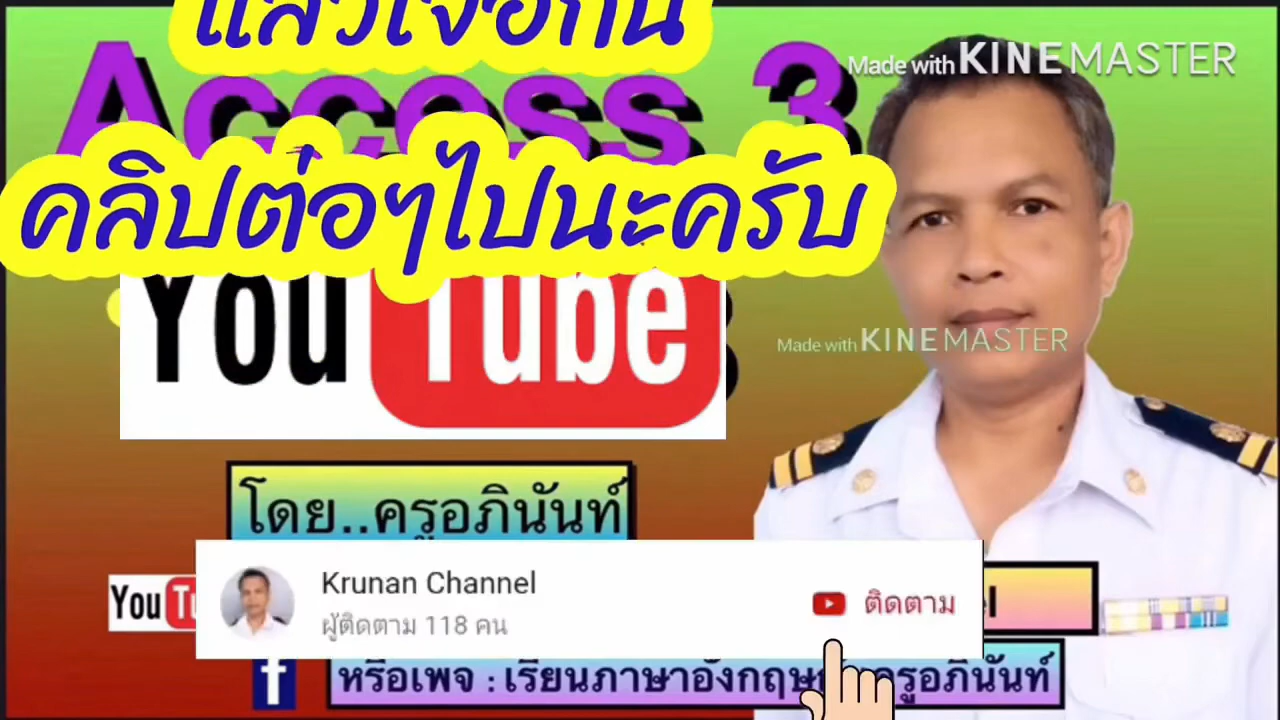 แล้วเจอกัน
Made with KINEMASTER
Access 3
คลิปต่อๆไปนะครับ
YouTube
Made with KINEMASTER
โดย..ครูอภินันท์
Krunan Channel
ผู้ติดตาม 118 คน
ติดตาม
You
f
หรือเพจ : เรียนภาษาอังกฤษ ครูอภินันท์